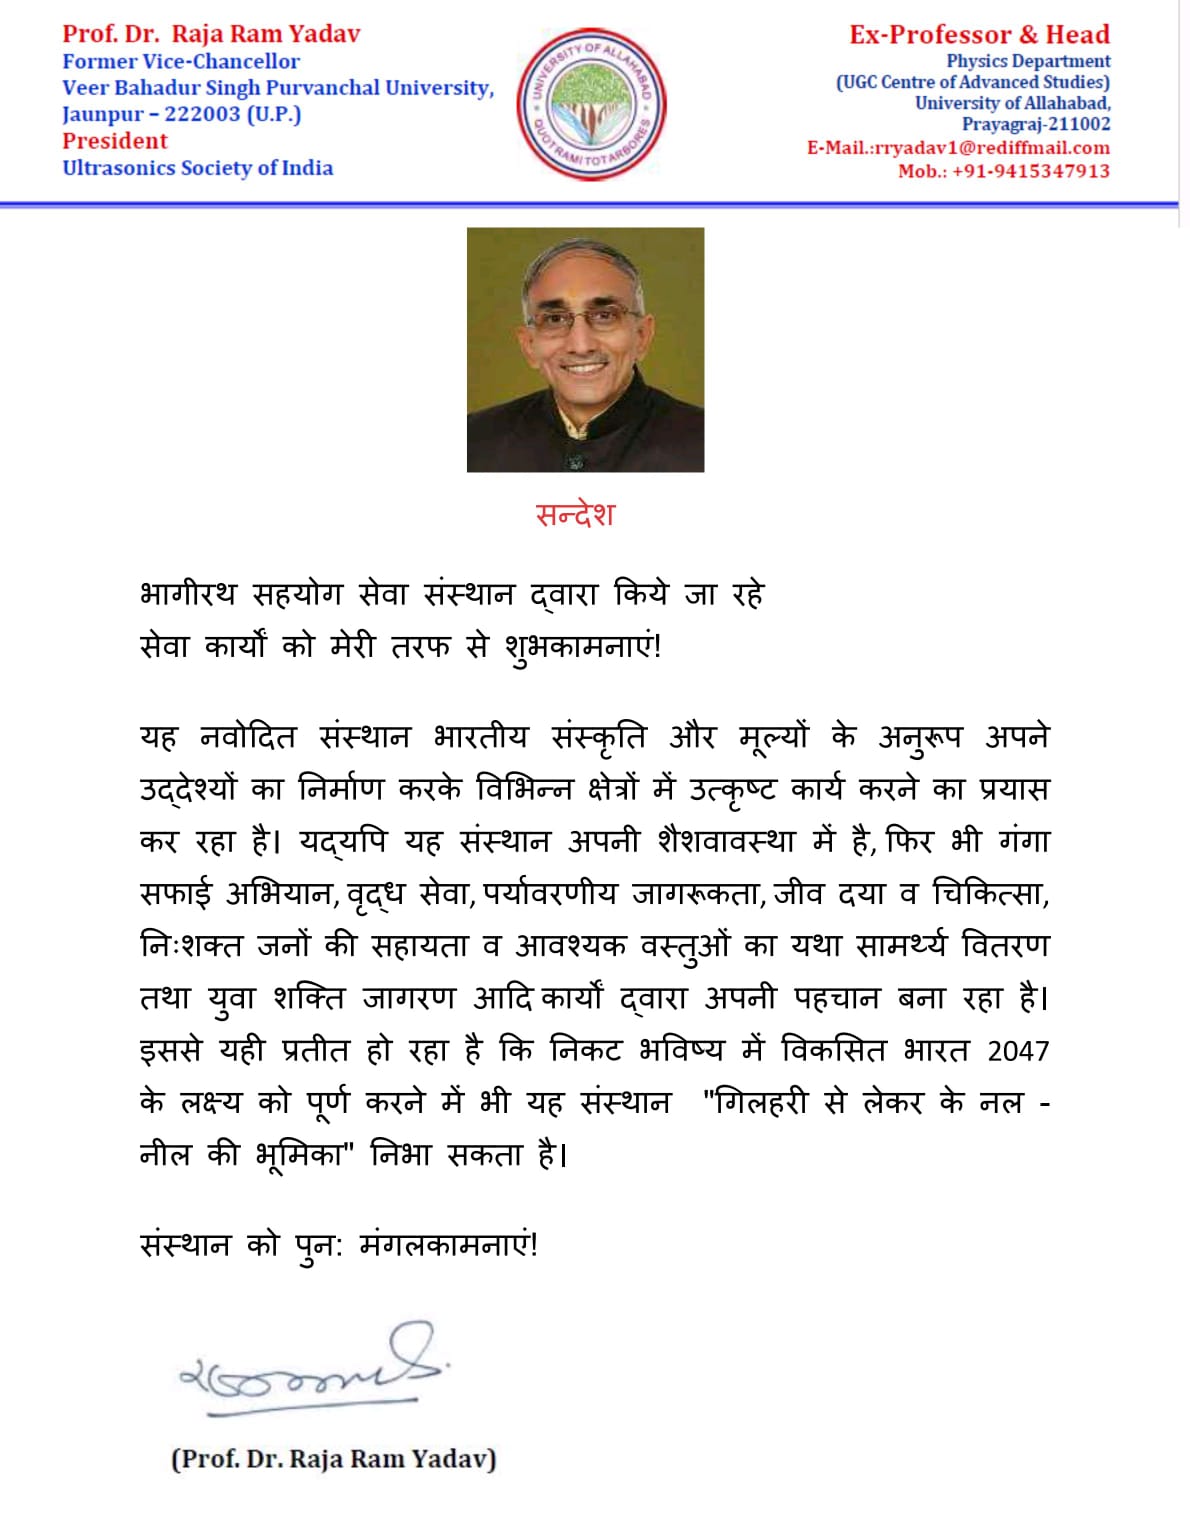 Prof. Dr. Raja Ram Yadav
Former Vice-Chancellor
Veer Bahadur Singh Purvanchal University,
Jaunpur – 222003 (U.P.)
President
Ultrasonics Society of India
UNIVERSITY OF ALLAHABAD
QUOT RAMI TOT ARBORES
Ex-Professor & Head
Physics Department
(UGC Centre of Advanced Studies)
University of Allahabad,
Prayagraj-211002
E-Mail.:rryadav1@rediffmail.com
Mob.: +91-9415347913
सन्देश
भागीरथ सहयोग सेवा संस्थान द्वारा किये जा रहे
सेवा कार्यों को मेरी तरफ से शुभकामनाएं!
यह नवोदित संस्थान भारतीय संस्कृति और मूल्यों के अनुरूप अपने
उद्देश्यों का निर्माण करके विभिन्न क्षेत्रों में उत्कृष्ट कार्य करने का प्रयास
कर रहा है। यद्यपि यह संस्थान अपनी शैशवावस्था में है, फिर भी गंगा
सफाई अभियान, वृद्ध सेवा, पर्यावरणीय जागरूकता, जीव दया व चिकित्सा,
निःशक्त जनों की सहायता व आवश्यक वस्तुओं का यथा सामर्थ्य वितरण
तथा युवा शक्ति जागरण आदि कार्यों द्वारा अपनी पहचान बना रहा है।
इससे यही प्रतीत हो रहा है कि निकट भविष्य में विकसित भारत 2047
के लक्ष्य को पूर्ण करने में भी यह संस्थान "गिलहरी से लेकर के नल -
नील की भूमिका" निभा सकता है।
संस्थान को पुन: मंगलकामनाएं!
(Prof. Dr. Raja Ram Yadav)